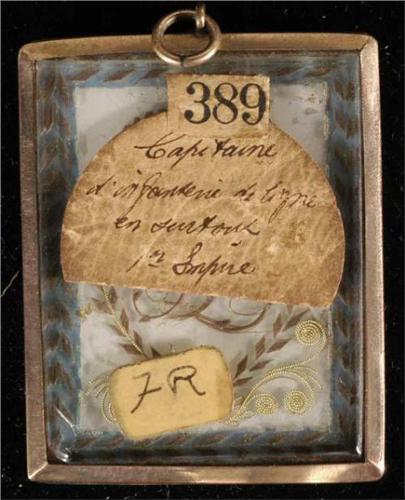 389
Capitaine
d'infanterie de ligne
en surtout
1er Empire
FR